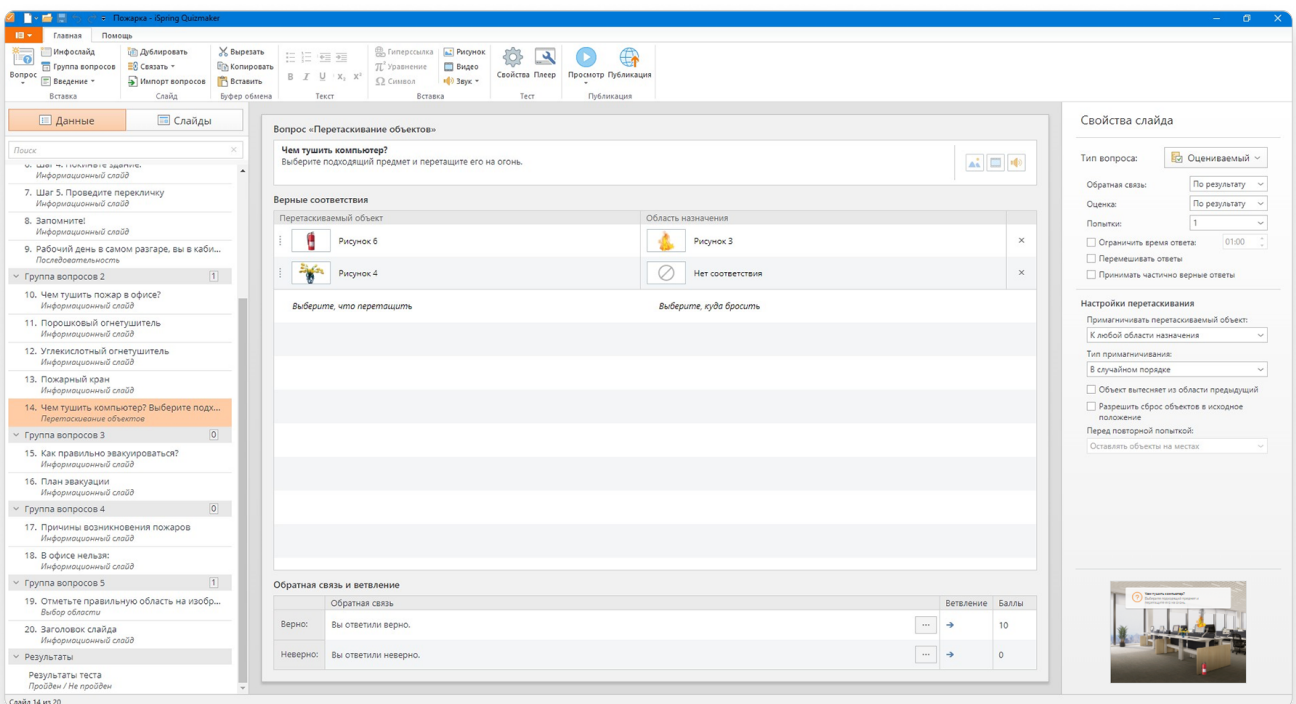 Пожарка - iSpring Quizmaker
Главная Помощь
Вопрос
Инфослайд
Группа вопросов
Введение
Вставка
Дублировать
Связать
Импорт вопросов
Слайд
Вырезать
Копировать
Вставить
Буфер обмена
B I U X₂ X²
Текст
Гиперссылка
Уравнение
Символ
Рисунок
Видео
Звук
Вставка
Свойства Плеер
Тест
Просмотр Публикация
Публикация
Данные Слайды
Поиск
6. Шаг 4. Покиньте здание.
Информационный слайд
7. Шаг 5. Проведите перекличку
Информационный слайд
8. Запомните!
Информационный слайд
9. Рабочий день в самом разгаре, вы в каби...
Последовательность
Группа вопросов 2 1
10. Чем тушить пожар в офисе?
Информационный слайд
11. Порошковый огнетушитель
Информационный слайд
12. Углекислотный огнетушитель
Информационный слайд
13. Пожарный кран
Информационный слайд
14. Чем тушить компьютер? Выберите подх...
Перетаскивание объектов
Группа вопросов 3 0
15. Как правильно эвакуироваться?
Информационный слайд
16. План эвакуации
Информационный слайд
Группа вопросов 4 0
17. Причины возникновения пожаров
Информационный слайд
18. В офисе нельзя:
Информационный слайд
Группа вопросов 5 1
19. Отметьте правильную область на изобр...
Выбор области
20. Заголовок слайда
Информационный слайд
Результаты
Результаты теста
Пройден / Не пройден
Слайд 14 из 20
Вопрос «Перетаскивание объектов»
Чем тушить компьютер?
Выберите подходящий предмет и перетащите его на огонь.
Верные соответствия
Перетаскиваемый объект Область назначения
Рисунок 6 Рисунок 3
Рисунок 4 Нет соответствия
Выберите, что перетащить Выберите, куда бросить
Обратная связь и ветвление
Обратная связь Ветвление Баллы
Верно: Вы ответили верно. ... 10
Неверно: Вы ответили неверно. ... 0
Свойства слайда
Тип вопроса: Оцениваемый
Обратная связь: По результату
Оценка: По результату
Попытки: 1
Ограничить время ответа: 01:00
Перемешивать ответы
Принимать частично верные ответы
Настройки перетаскивания
Примагничивать перетаскиваемый объект:
К любой области назначения
Тип примагничивания:
В случайном порядке
Объект вытесняет из области предыдущий
Разрешить сброс объектов в исходное
положение
Перед повторной попыткой:
Оставлять объекты на местах
Чем тушить компьютер?